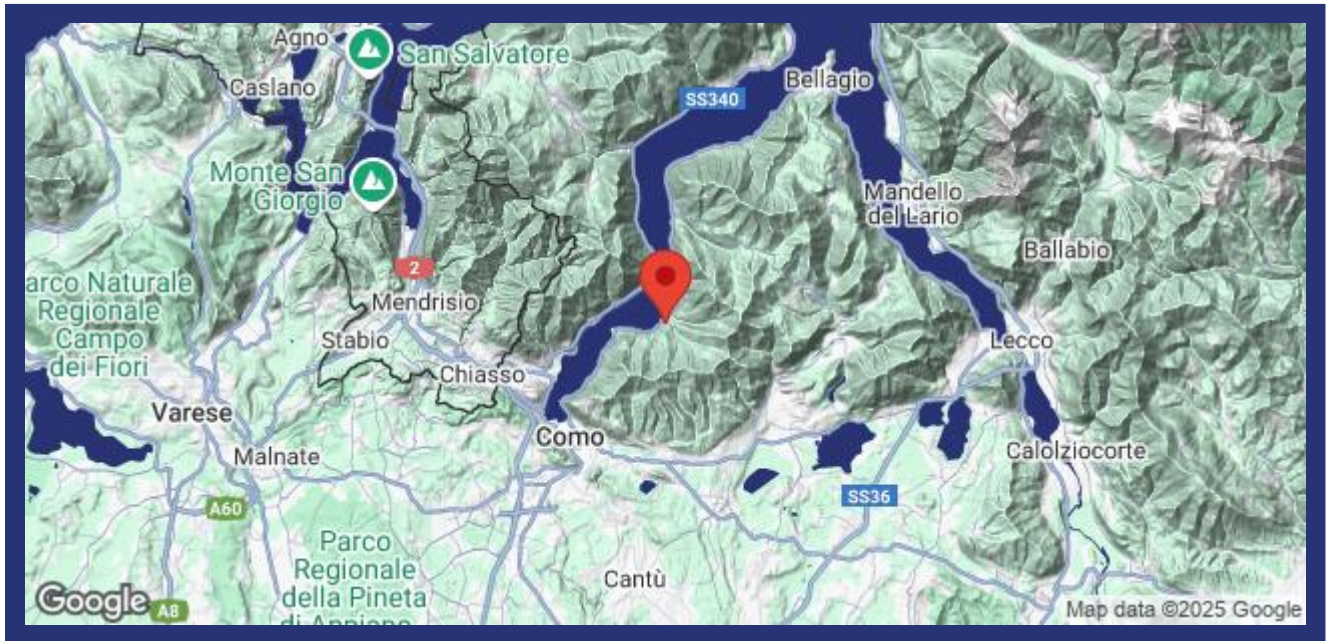 Agno
San Salvatore
Caslano
Bellagio
SS340
Monte San
Giorgio
Mandello
del Lario
Ballabio
2
arco Naturale
Regionale
Campo
dei Fiori
Mendrisio
Stabio
Lecco
Chiasso
Varese
Como
Malnate
Calolziocorte
SS36
A60
Parco
Regionale
della Pineta
di Appiano
Cantù
Google
A8
Map data ©2025 Google